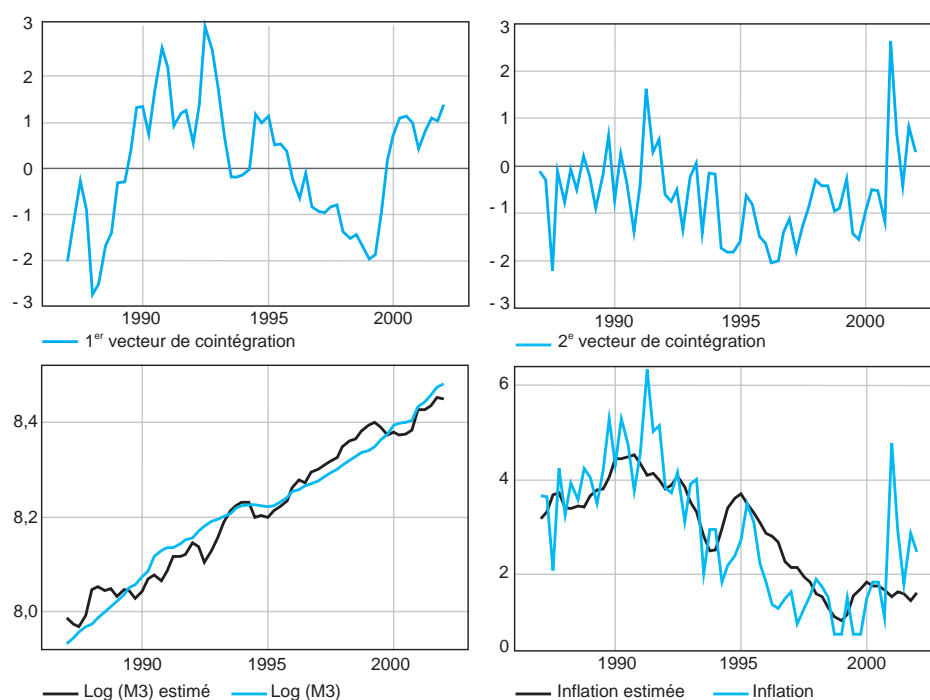 3
2
1
0
- 1
- 2
- 3
1990 1995 2000
1er vecteur de cointégration
3
2
1
0
- 1
- 2
- 3
1990 1995 2000
2e vecteur de cointégration
8,4
8,2
8,0
1990 1995 2000
Log (M3) estimé Log (M3)
6
4
2
0
1990 1995 2000
Inflation estimée Inflation